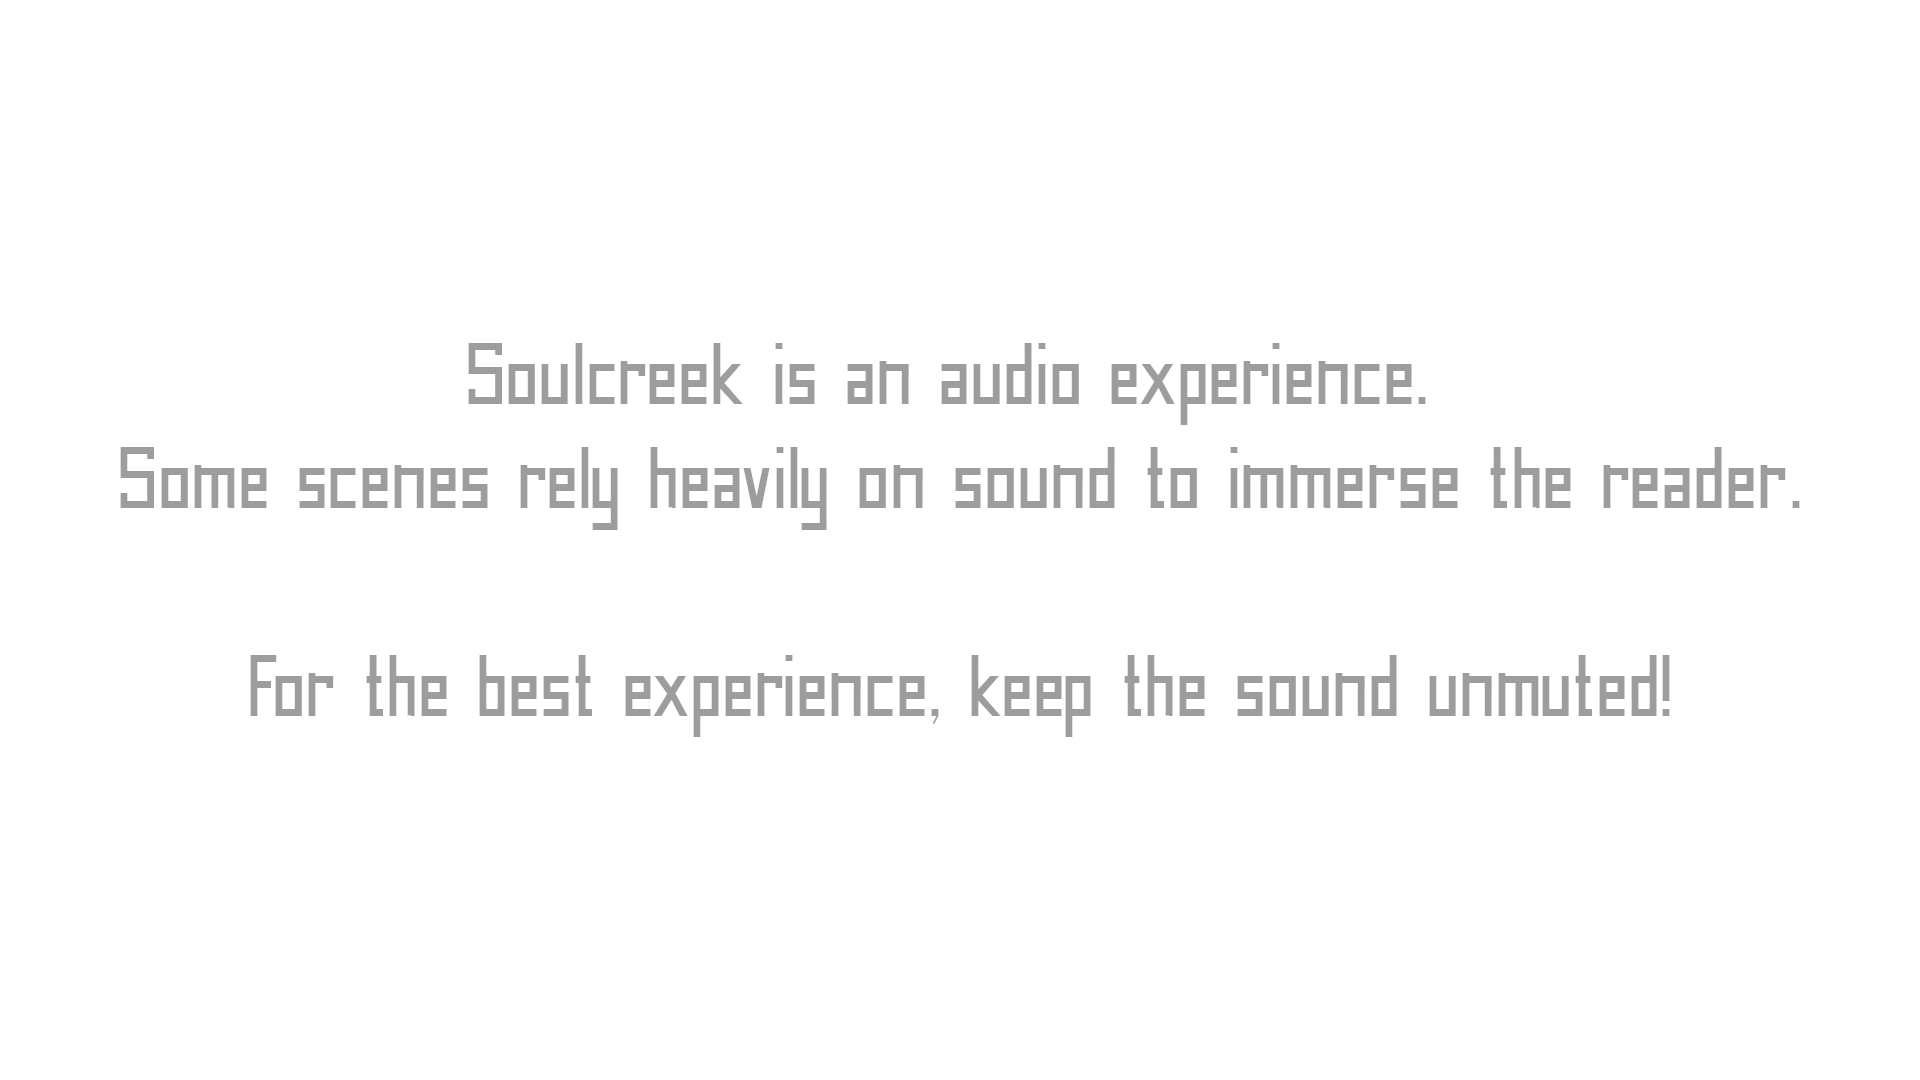 Soulcreek is an audio experience.
Some scenes rely heavily on sound to immerse the reader.
For the best experience, keep the sound unmuted!